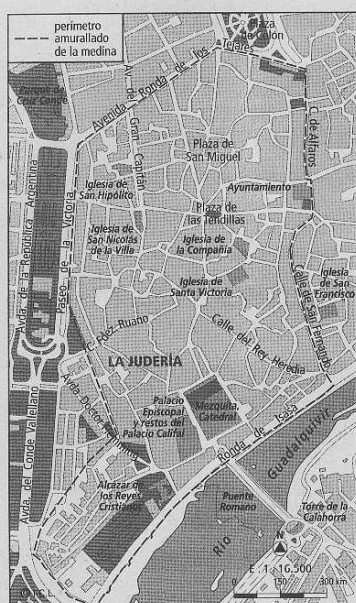 perímetro
amurallado
de la medina
Plaza
de Colón
Parque de
Cruz Conde
Avenida Ronda de los Tejares
Av. de Gran Capitán
C. de Alfaros
Plaza de
San Miguel
Iglesia de
San Hipólito
Ayuntamiento
Plaza de
las Tendillas
Avda. de la República Argentina
Paseo de la Victoria
Iglesia de
San Nicolás
de la Villa
Iglesia de
la Compañía
Iglesia
de San
Francisco
Iglesia de
Santa Victoria
Calle de San Fernando
C. Fdez. Ruano
Calle del Rey Heredia
LA JUDERÍA
Avda. Doctor
Avda. del Conde Vallellano
Palacio
Episcopal
y restos del
Palacio Califal
Mezquita,
Catedral
Ronda de Isasa
Guadalquivir
Alcázar de
los Reyes
Cristianos
Puente
Romano
Torre de la
Calahorra
Río
N
E. 1 : 16.500
0 150 300 km
© J.C.L.